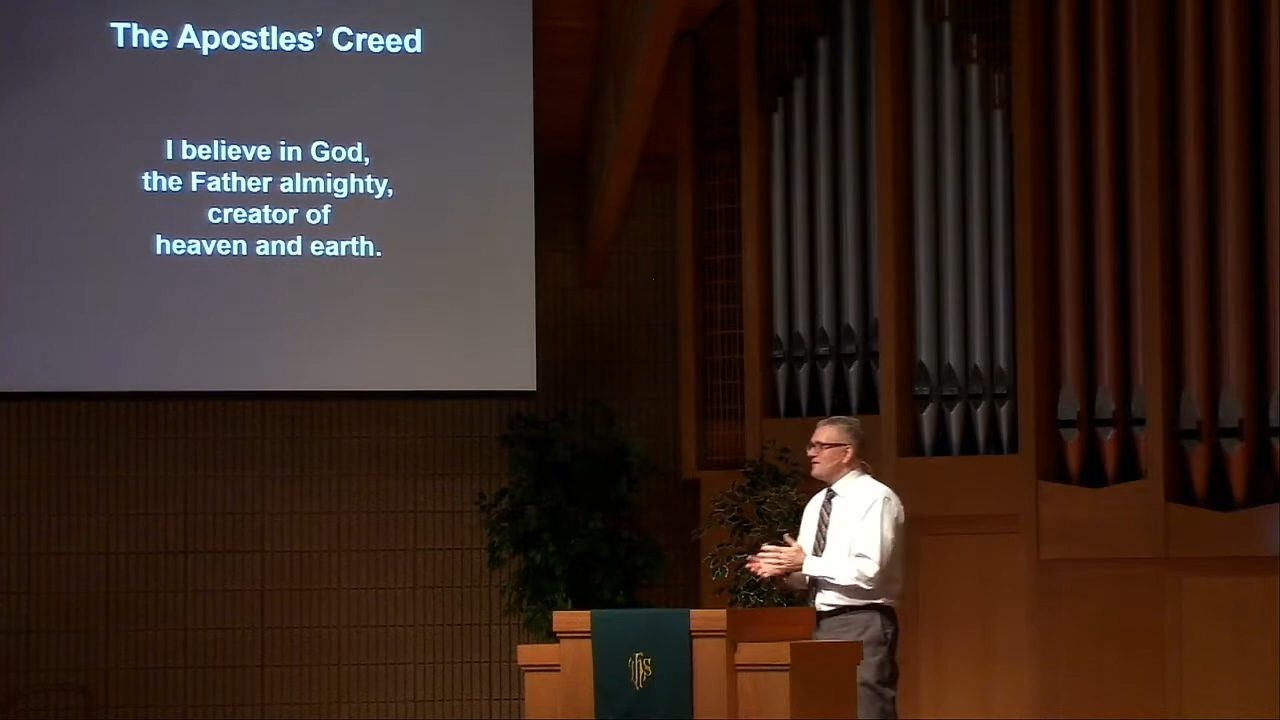 The Apostles’ Creed
I believe in God,
the Father almighty,
creator of
heaven and earth.
IHS